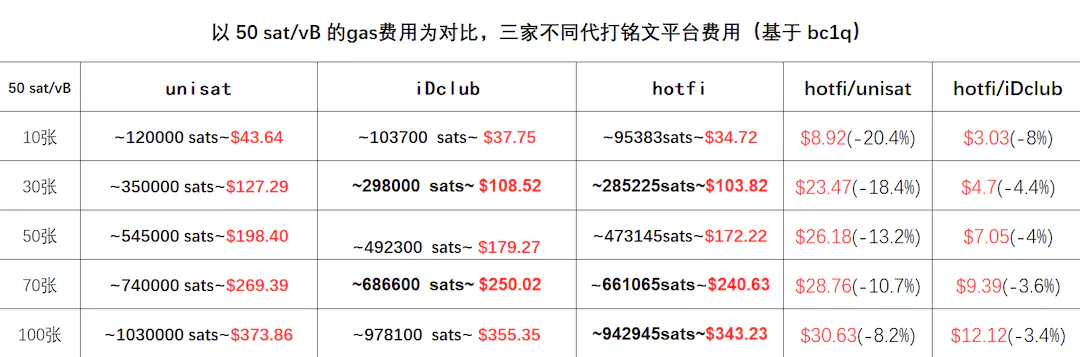 以 50 sat/vB 的gas费用为对比，三家不同代打铭文平台费用（基于 bc1q）
50 sat/vB unisat iDclub hotfi hotfi/unisat hotfi/iDclub
10张 ~120000 sats~$43.64 ~103700 sats~ $37.75 ~95383sats~$34.72 $8.92(-20.4%) $3.03(-8%)
30张 ~350000 sats~$127.29 ~298000 sats~ $108.52 ~285225sats~$103.82 $23.47(-18.4%) $4.7(-4.4%)
50张 ~545000 sats~$198.40 ~492300 sats~ $179.27 ~473145sats~$172.22 $26.18(-13.2%) $7.05(-4%)
70张 ~740000 sats~$269.39 ~686600 sats~ $250.02 ~661065sats~$240.63 $28.76(-10.7%) $9.39(-3.6%)
100张 ~1030000 sats~$373.86 ~978100 sats~ $355.35 ~942945sats~$343.23 $30.63(-8.2%) $12.12(-3.4%)